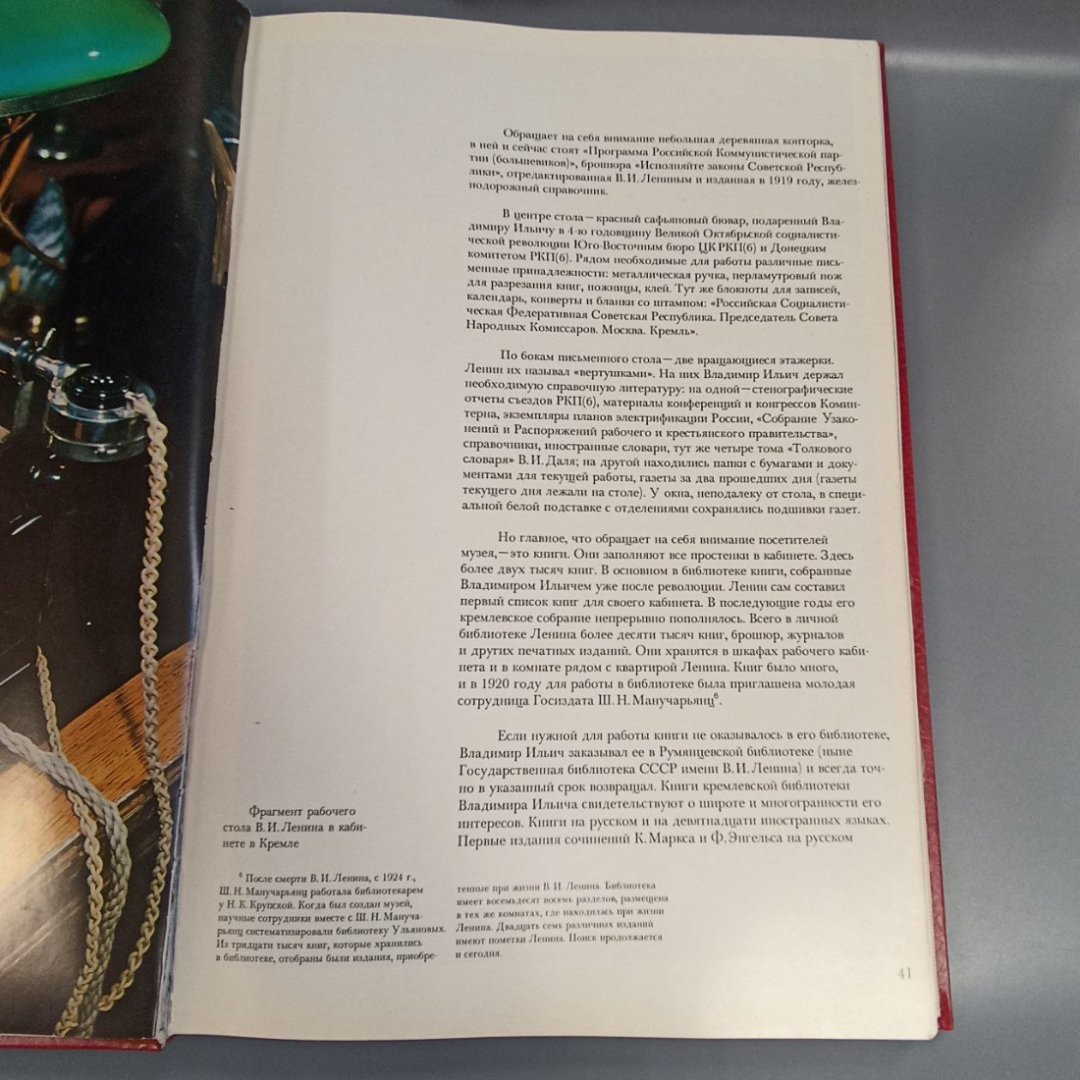 Обращает на себя внимание небольшая деревянная конторка,
в ней и сейчас стоят «Программа Российской Коммунистической пар-
тии (большевиков)», брошюра «Исполняйте законы Советской Респуб-
лики», отредактированная В. И. Лениным и изданная в 1919 году, желез-
нодорожный справочник.
В центре стола — красный сафьяновый бювар, подаренный Вла-
димиру Ильичу в 4-ю годовщину Великой Октябрьской социалисти-
ческой революции Юго-Восточным бюро ЦК РКП(б) и Донецким
комитетом РКП(б). Рядом необходимые для работы различные пись-
менные принадлежности: металлическая ручка, перламутровый нож
для разрезания книг, ножницы, клей. Тут же блокноты для записей,
календарь, конверты и бланки со штампом: «Российская Социалисти-
ческая Федеративная Советская Республика. Председатель Совета
Народных Комиссаров. Москва. Кремль».
По бокам письменного стола — две вращающиеся этажерки.
Ленин их называл «вертушками». На них Владимир Ильич держал
необходимую справочную литературу: на одной — стенографические
отчеты съездов РКП(б), материалы конференций и конгрессов Комин-
терна, экземпляры планов электрификации России, «Собрание Узако-
нений и Распоряжений рабочего и крестьянского правительства»,
справочники, иностранные словари, тут же четыре тома «Толкового
словаря» В. И. Даля; на другой находились папки с бумагами и доку-
ментами для текущей работы, газеты за два прошедших дня (газеты
текущего дня лежали на столе). У окна, неподалеку от стола, в специ-
альной белой подставке с отделениями сохранялись подшивки газет.
Но главное, что обращает на себя внимание посетителей
музея, — это книги. Они заполняют все простенки в кабинете. Здесь
более двух тысяч книг. В основном в библиотеке книги, собранные
Владимиром Ильичем уже после революции. Ленин сам составил
первый список книг для своего кабинета. В последующие годы его
кремлевское собрание непрерывно пополнялось. Всего в личной
библиотеке Ленина более десяти тысяч книг, брошюр, журналов
и других печатных изданий. Они хранятся в шкафах рабочего каби-
нета и в комнате рядом с квартирой Ленина. Книг было много,
и в 1920 году для работы в библиотеке была приглашена молодая
сотрудница Госиздата Ш. Н. Манучарьянц⁶.
Если нужной для работы книги не оказывалось в его библиотеке,
Владимир Ильич заказывал ее в Румянцевской библиотеке (ныне
Государственная библиотека СССР имени В. И. Ленина) и всегда точ-
но в указанный срок возвращал. Книги кремлевской библиотеки
Владимира Ильича свидетельствуют о широте и многогранности его
интересов. Книги на русском и на девятнадцати иностранных языках.
Первые издания сочинений К. Маркса и Ф. Энгельса на русском
Фрагмент рабочего
стола В. И. Ленина в каби-
нете в Кремле
⁶ После смерти В. И. Ленина, с 1924 г.,
Ш. Н. Манучарьянц работала библиотекарем
у Н. К. Крупской. Когда был создан музей,
научные сотрудники вместе с Ш. Н. Мануча-
рьянц систематизировали библиотеку Ульяновых.
Из тридцати тысяч книг, которые хранились
в библиотеке, отобраны были издания, приобре-
тенные при жизни В. И. Ленина. Библиотека
имеет восемьдесят восемь разделов, размещена
в тех же комнатах, где находилась при жизни
Ленина. Двадцать семь различных изданий
имеют пометки Ленина. Поиск продолжается
и сегодня.
41